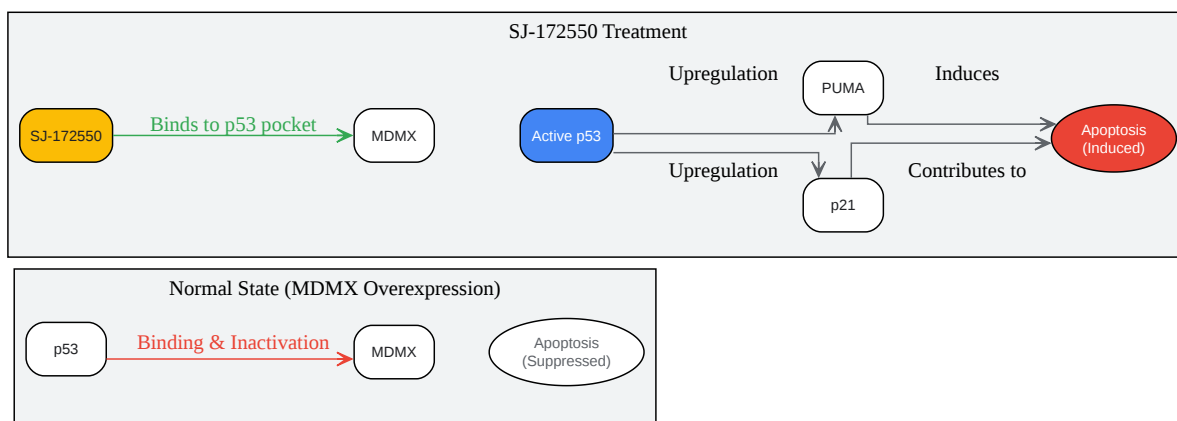 SJ-172550 Treatment
Upregulation
PUMA
Induces
SJ-172550
Binds to p53 pocket
MDMX
Active p53
Apoptosis
(Induced)
Upregulation
p21
Contributes to
Normal State (MDMX Overexpression)
p53
Binding & Inactivation
MDMX
Apoptosis
(Suppressed)